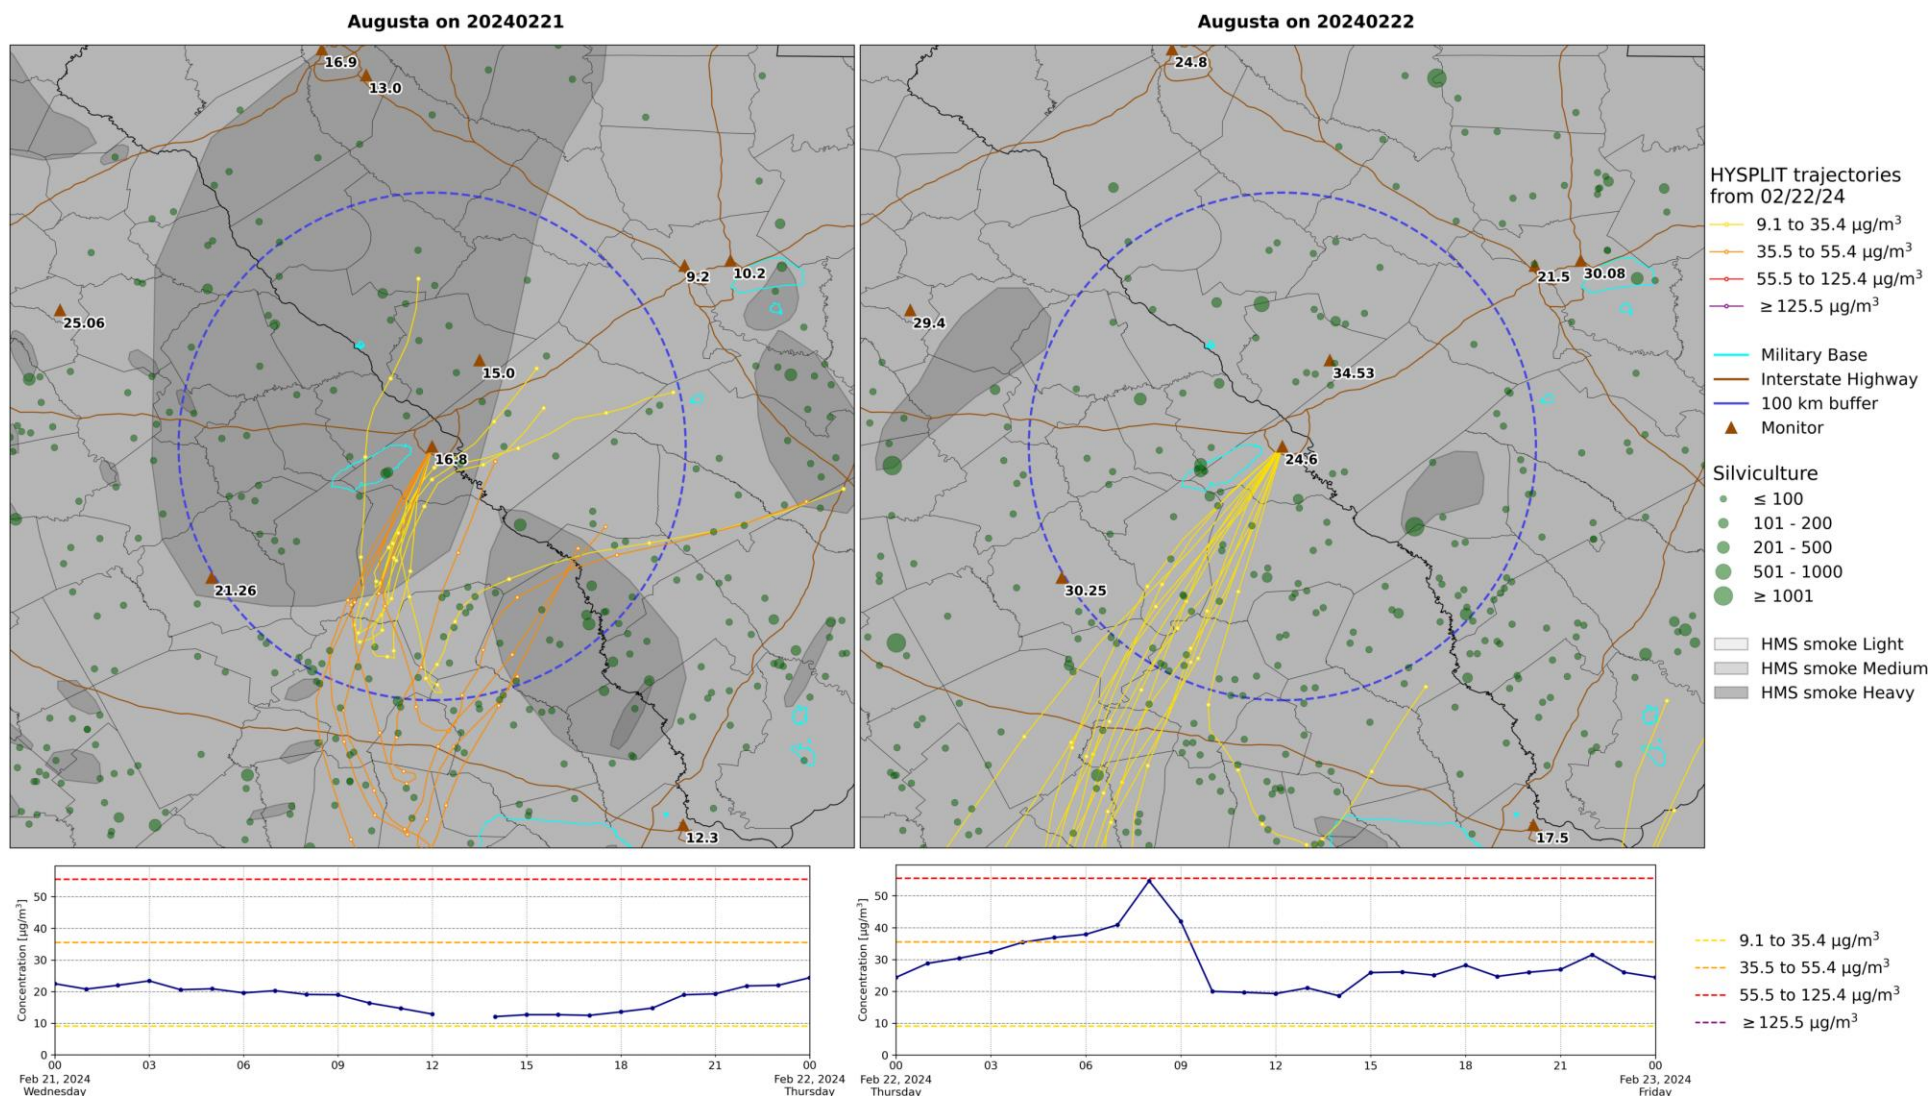 Augusta on 20240221
16.9
13.0
9.2
10.2
25.06
15.0
16.8
21.26
12.3
Augusta on 20240222
24.8
21.5
30.08
29.4
34.53
24.6
30.25
17.5
HYSPLIT trajectories
from 02/22/24
9.1 to 35.4 µg/m³
35.5 to 55.4 µg/m³
55.5 to 125.4 µg/m³
≥ 125.5 µg/m³
Military Base
Interstate Highway
100 km buffer
Monitor
Silviculture
≤ 100
101 - 200
201 - 500
501 - 1000
≥ 1001
HMS smoke Light
HMS smoke Medium
HMS smoke Heavy
Concentration [µg/m³]
50
40
30
20
10
0
00 03 06 09 12 15 18 21 00
Feb 21, 2024 Feb 22, 2024
Wednesday Thursday
Concentration [µg/m³]
50
40
30
20
10
0
00 03 06 09 12 15 18 21 00
Feb 22, 2024 Feb 23, 2024
Thursday Friday
9.1 to 35.4 µg/m³
35.5 to 55.4 µg/m³
55.5 to 125.4 µg/m³
≥ 125.5 µg/m³